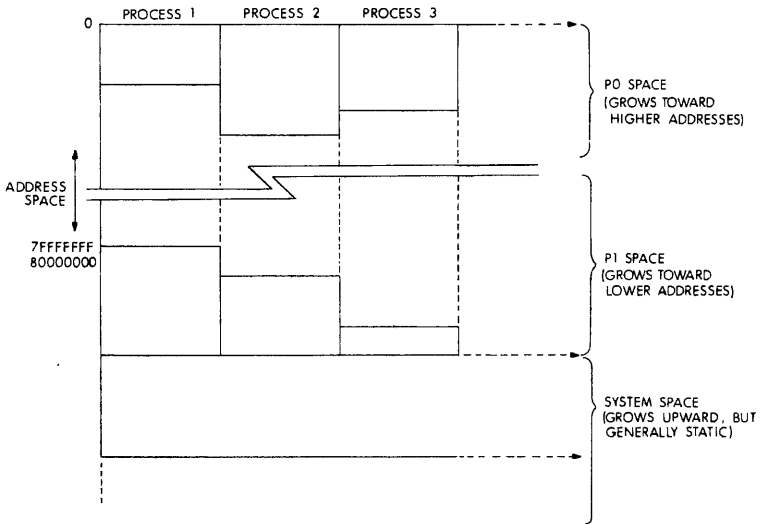 PROCESS 1 PROCESS 2 PROCESS 3
0
P0 SPACE
(GROWS TOWARD
HIGHER ADDRESSES)
ADDRESS
SPACE
7FFFFFFF
80000000
P1 SPACE
(GROWS TOWARD
LOWER ADDRESSES)
SYSTEM SPACE
(GROWS UPWARD, BUT
GENERALLY STATIC)